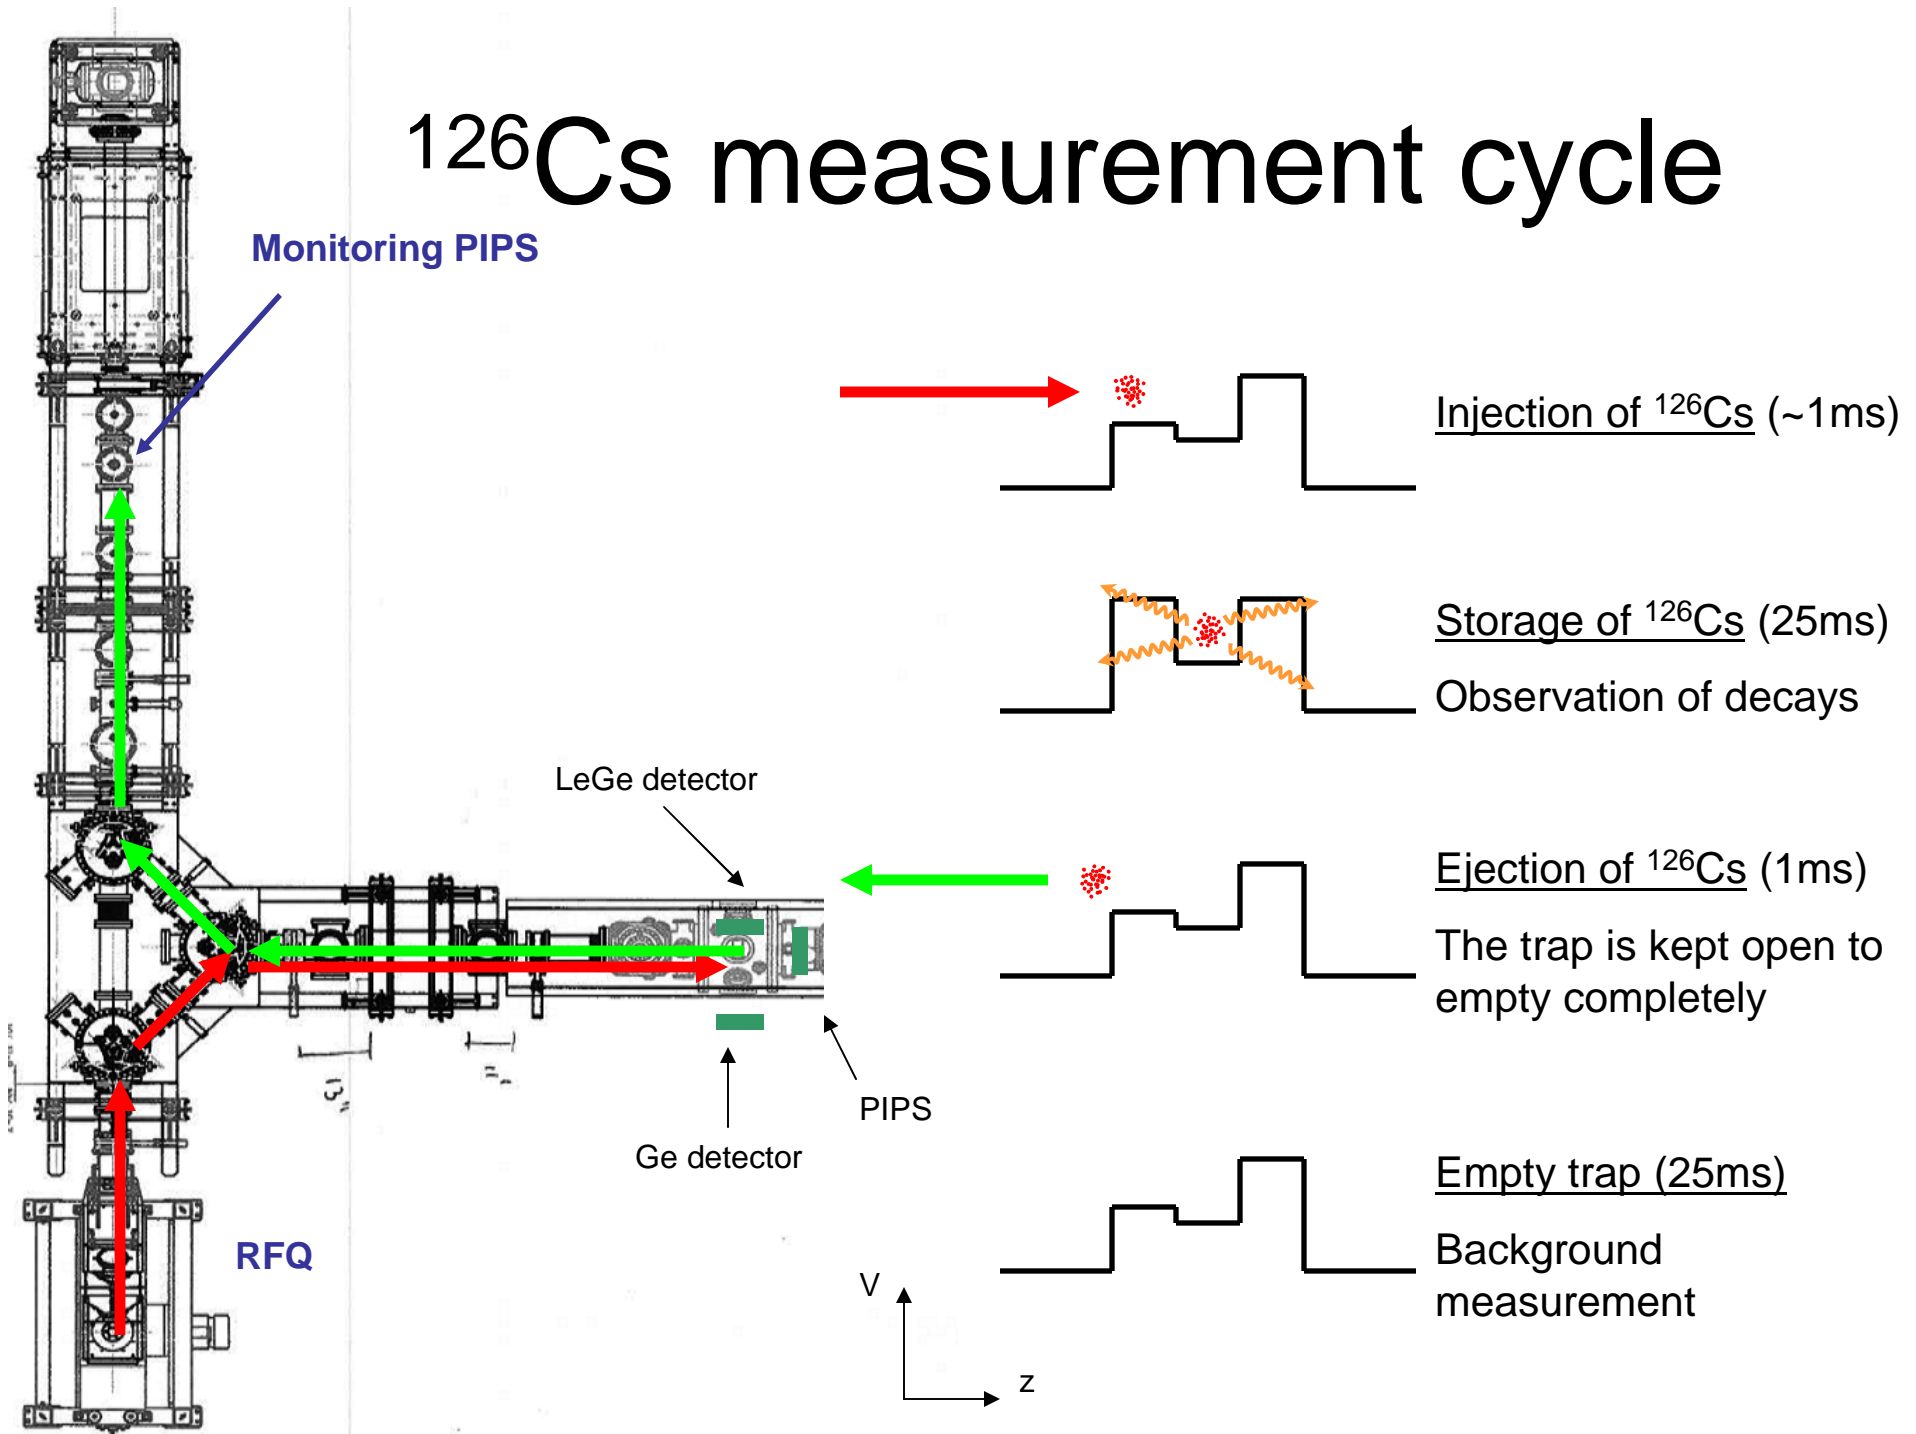 ¹²⁶Cs measurement cycle
Monitoring PIPS
Injection of ¹²⁶Cs (~1ms)
Storage of ¹²⁶Cs (25ms)
Observation of decays
LeGe detector
Ejection of ¹²⁶Cs (1ms)
The trap is kept open to
empty completely
13"
PIPS
Ge detector
Empty trap (25ms)
RFQ
Background
measurement
V
z